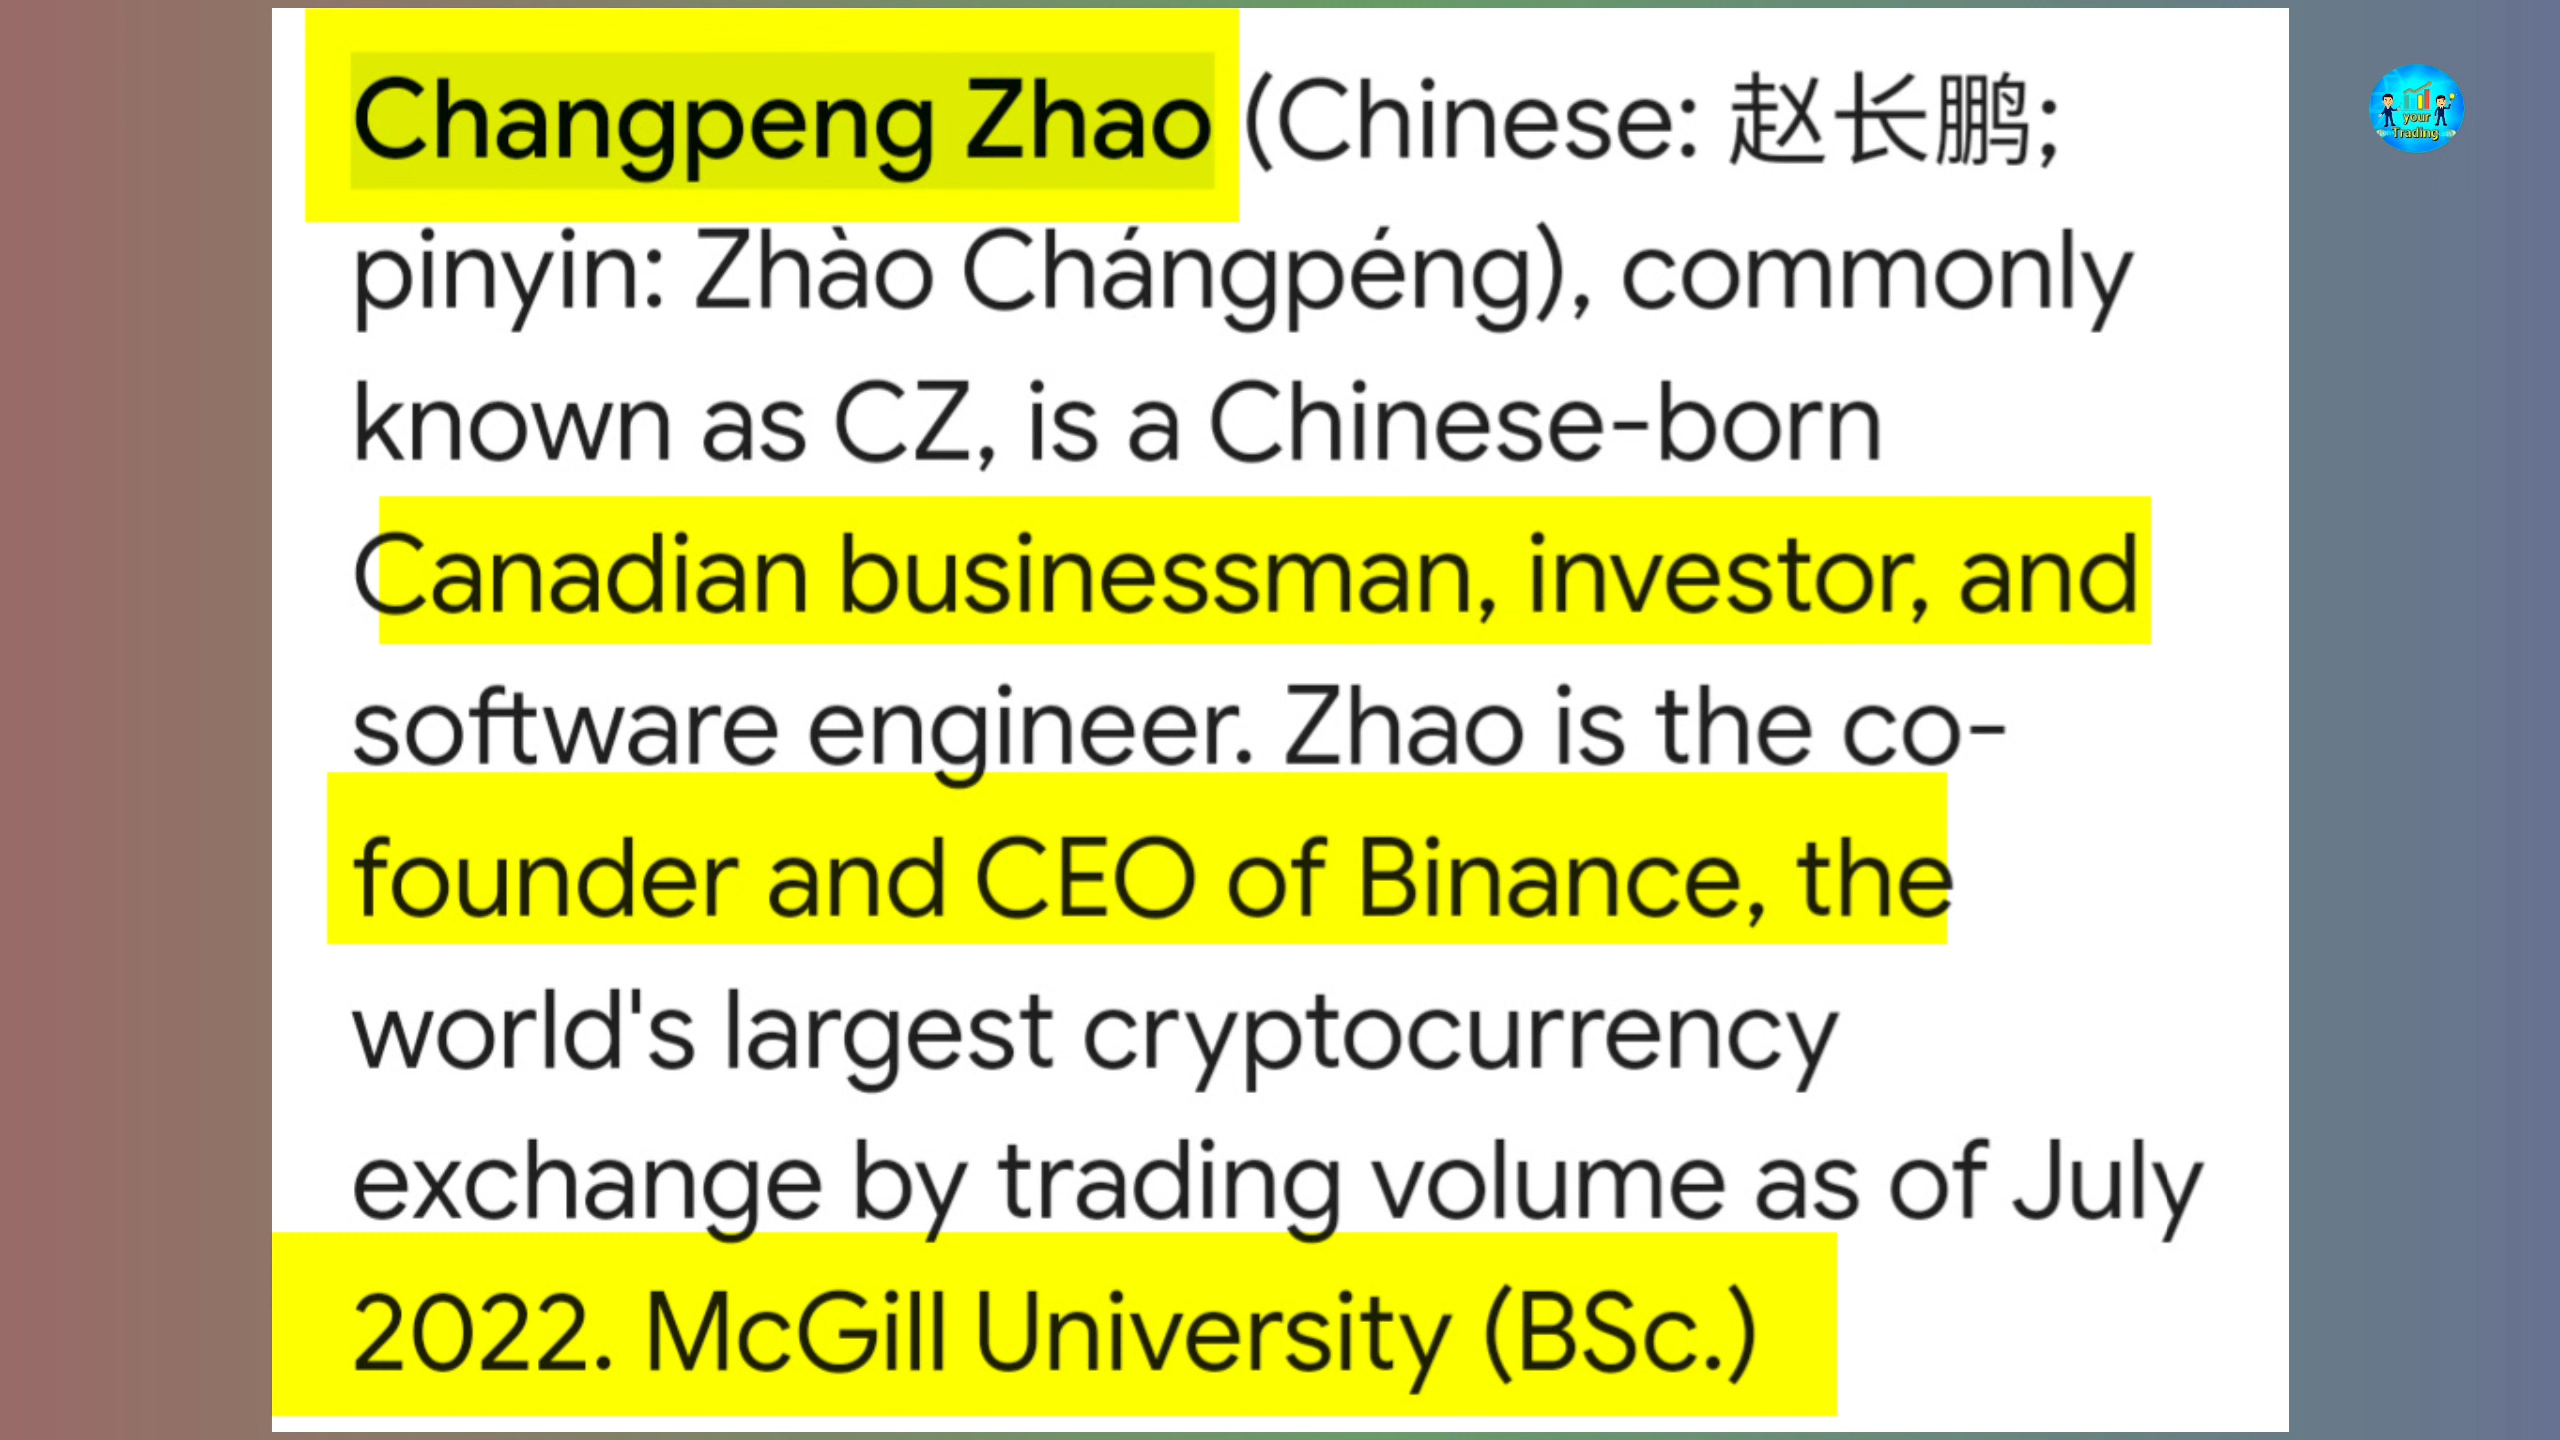 Changpeng Zhao (Chinese: 赵长鹏;
pinyin: Zhào Chángpéng), commonly
known as CZ, is a Chinese-born
Canadian businessman, investor, and
software engineer. Zhao is the co-
founder and CEO of Binance, the
world's largest cryptocurrency
exchange by trading volume as of July
2022. McGill University (BSc.)
your
Trading